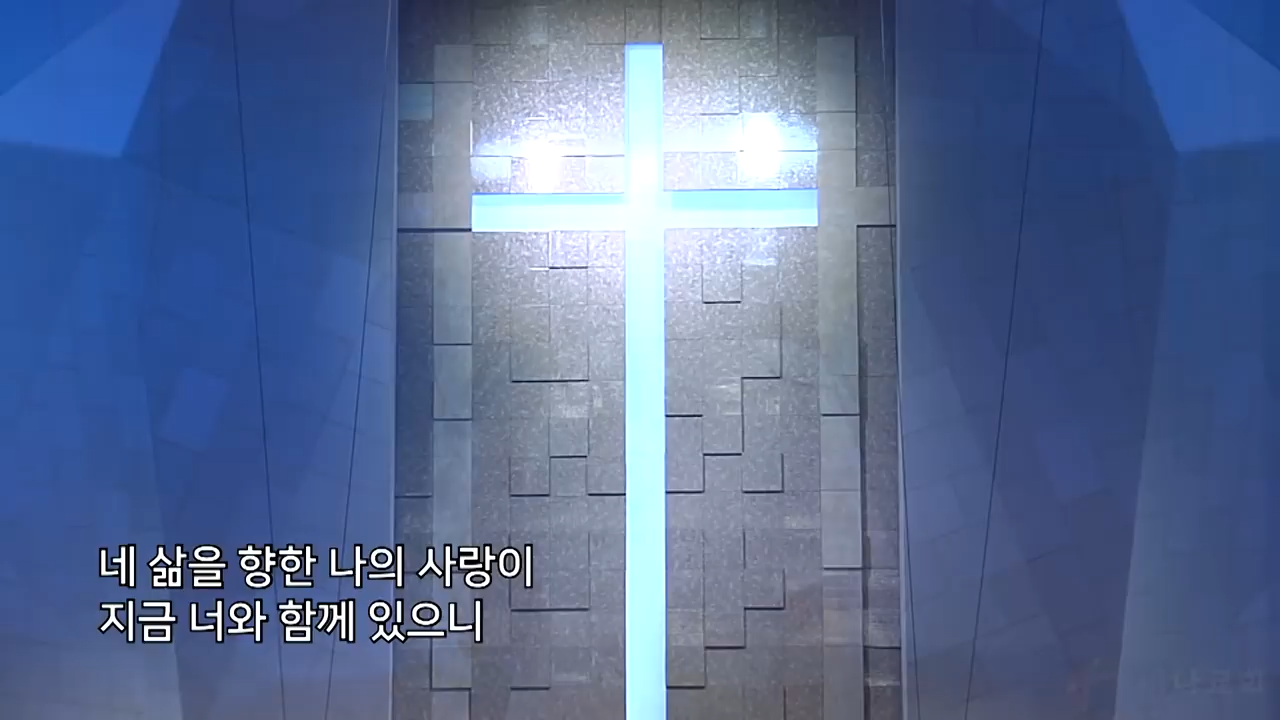 네 삶을 향한 나의 사랑이
지금 너와 함께 있으니